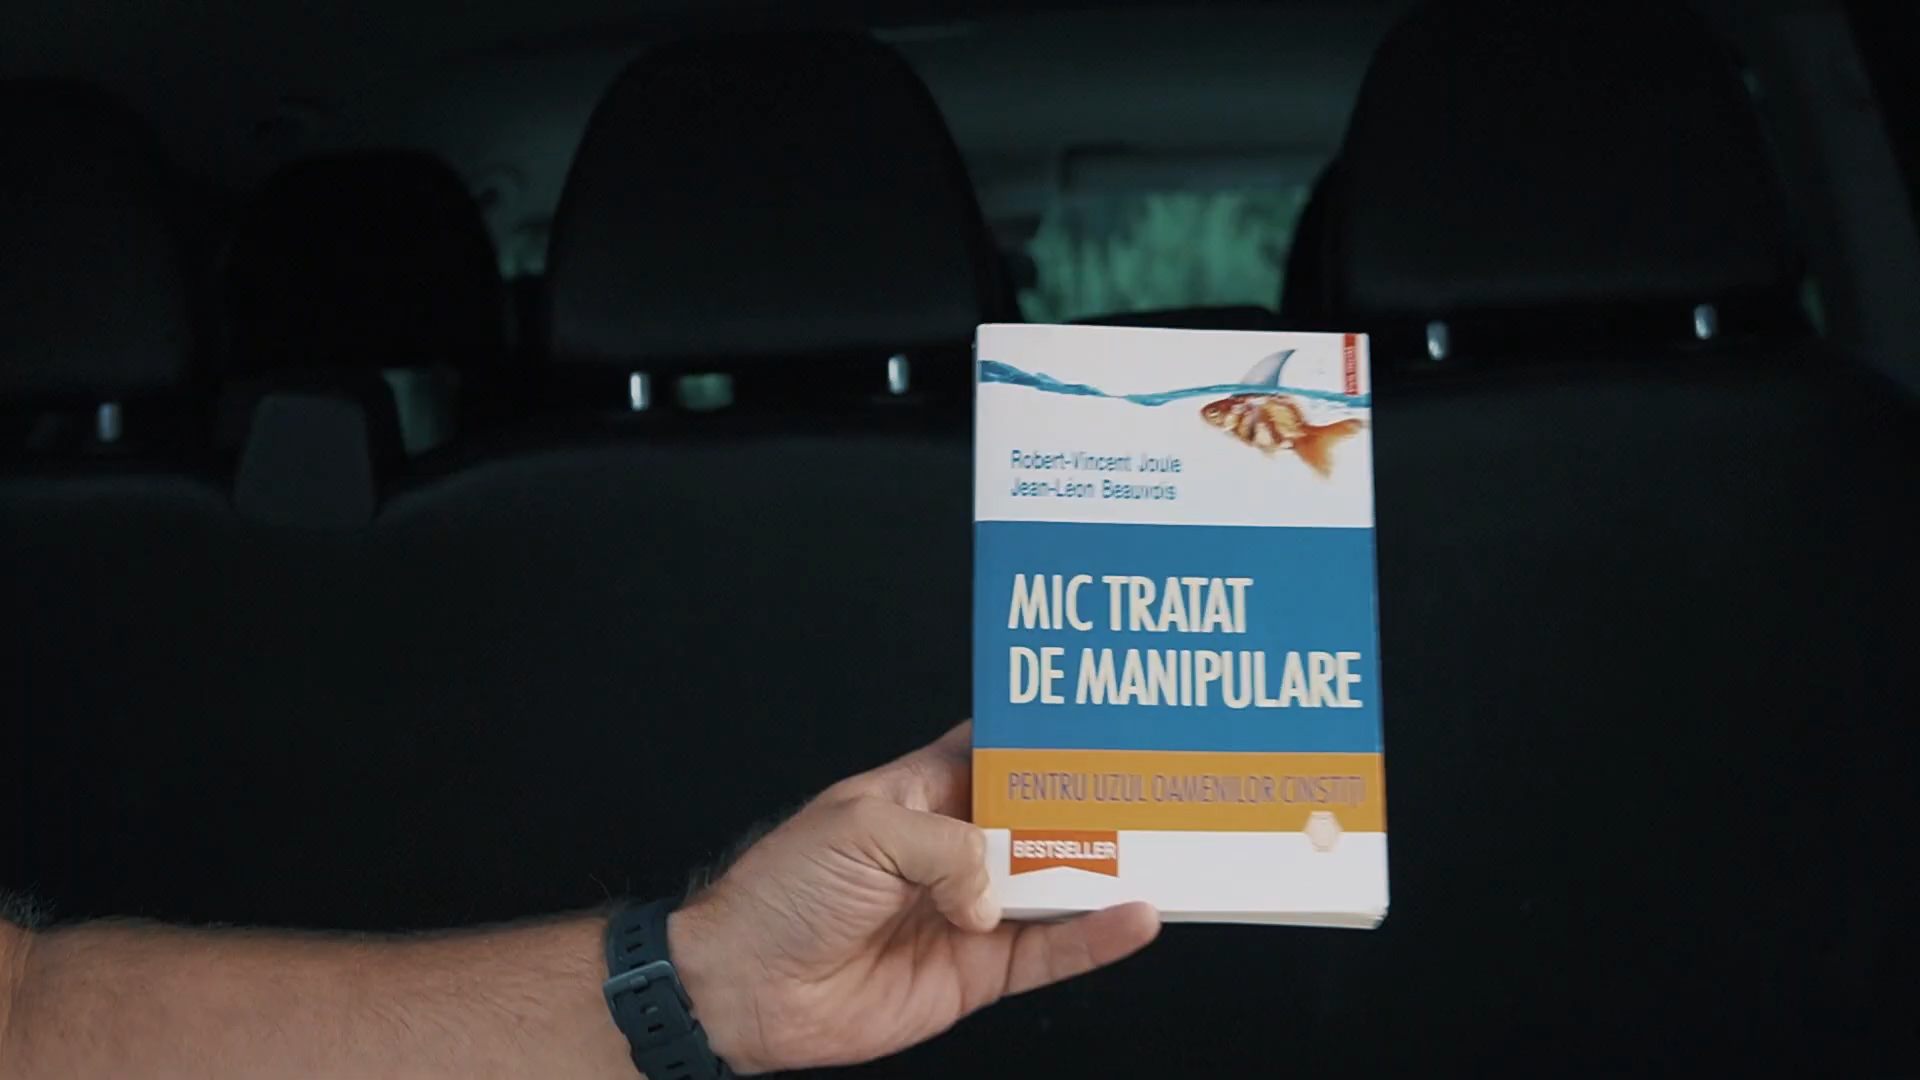 Robert-Vincent Joule
Jean-Léon Beauvois
MIC TRATAT
DE MANIPULARE
PENTRU UZUL OAMENILOR CINSTIȚI
BESTSELLER